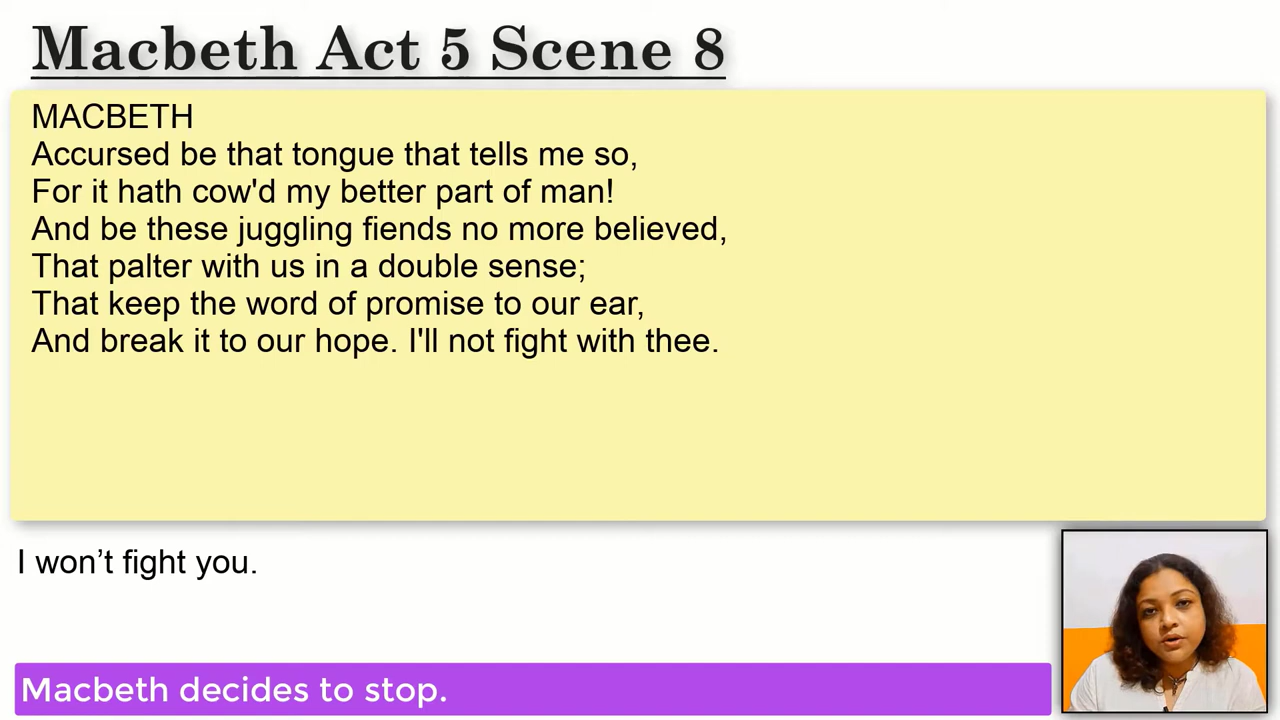 Macbeth Act 5 Scene 8
MACBETH
Accursed be that tongue that tells me so,
For it hath cow'd my better part of man!
And be these juggling fiends no more believed,
That palter with us in a double sense;
That keep the word of promise to our ear,
And break it to our hope. I'll not fight with thee.
I won’t fight you.
Macbeth decides to stop.